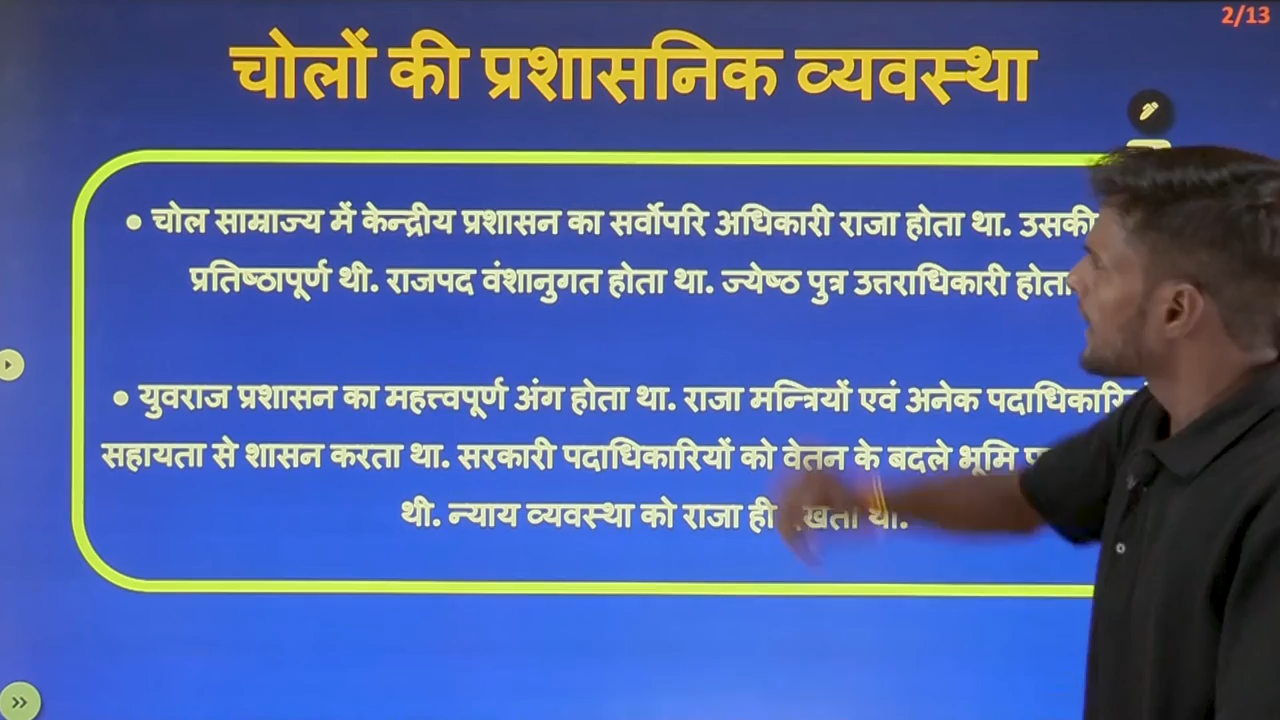 2/13
चोलों की प्रशासनिक व्यवस्था
• चोल साम्राज्य में केन्द्रीय प्रशासन का सर्वोपरि अधिकारी राजा होता था. उसकी
प्रतिष्ठापूर्ण थी. राजपद वंशानुगत होता था. ज्येष्ठ पुत्र उत्तराधिकारी होता
• युवराज प्रशासन का महत्त्वपूर्ण अंग होता था. राजा मन्त्रियों एवं अनेक
सहायता से शासन करता था. सरकारी पदाधिकारियों को वेतन के बदले भूमि
थी. न्याय व्यवस्था को राजा ही था.